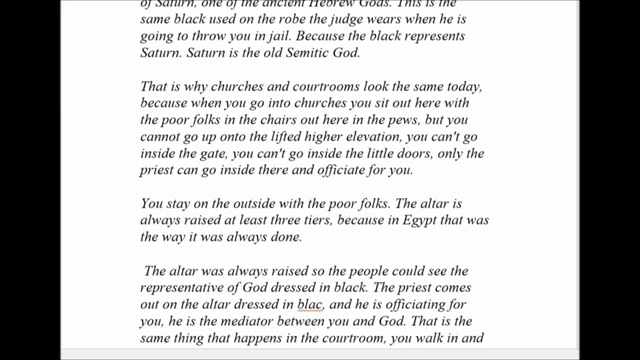 of Saturn, one of the ancient Hebrew Gods. This is the
same black used on the robe the judge wears when he is
going to throw you in jail. Because the black represents
Saturn. Saturn is the old Semitic God.
That is why churches and courtrooms look the same today,
because when you go into churches you sit out here with
the poor folks in the chairs out here in the pews, but you
cannot go up onto the lifted higher elevation, you can't go
inside the gate, you can't go inside the little doors, only the
priest can go inside there and officiate for you.
You stay on the outside with the poor folks. The altar is
always raised at least three tiers, because in Egypt that was
the way it was always done.
The altar was always raised so the people could see the
representative of God dressed in black. The priest comes
out on the altar dressed in blac, and he is officiating for
you, he is the mediator between you and God. That is the
same thing that happens in the courtroom, you walk in and